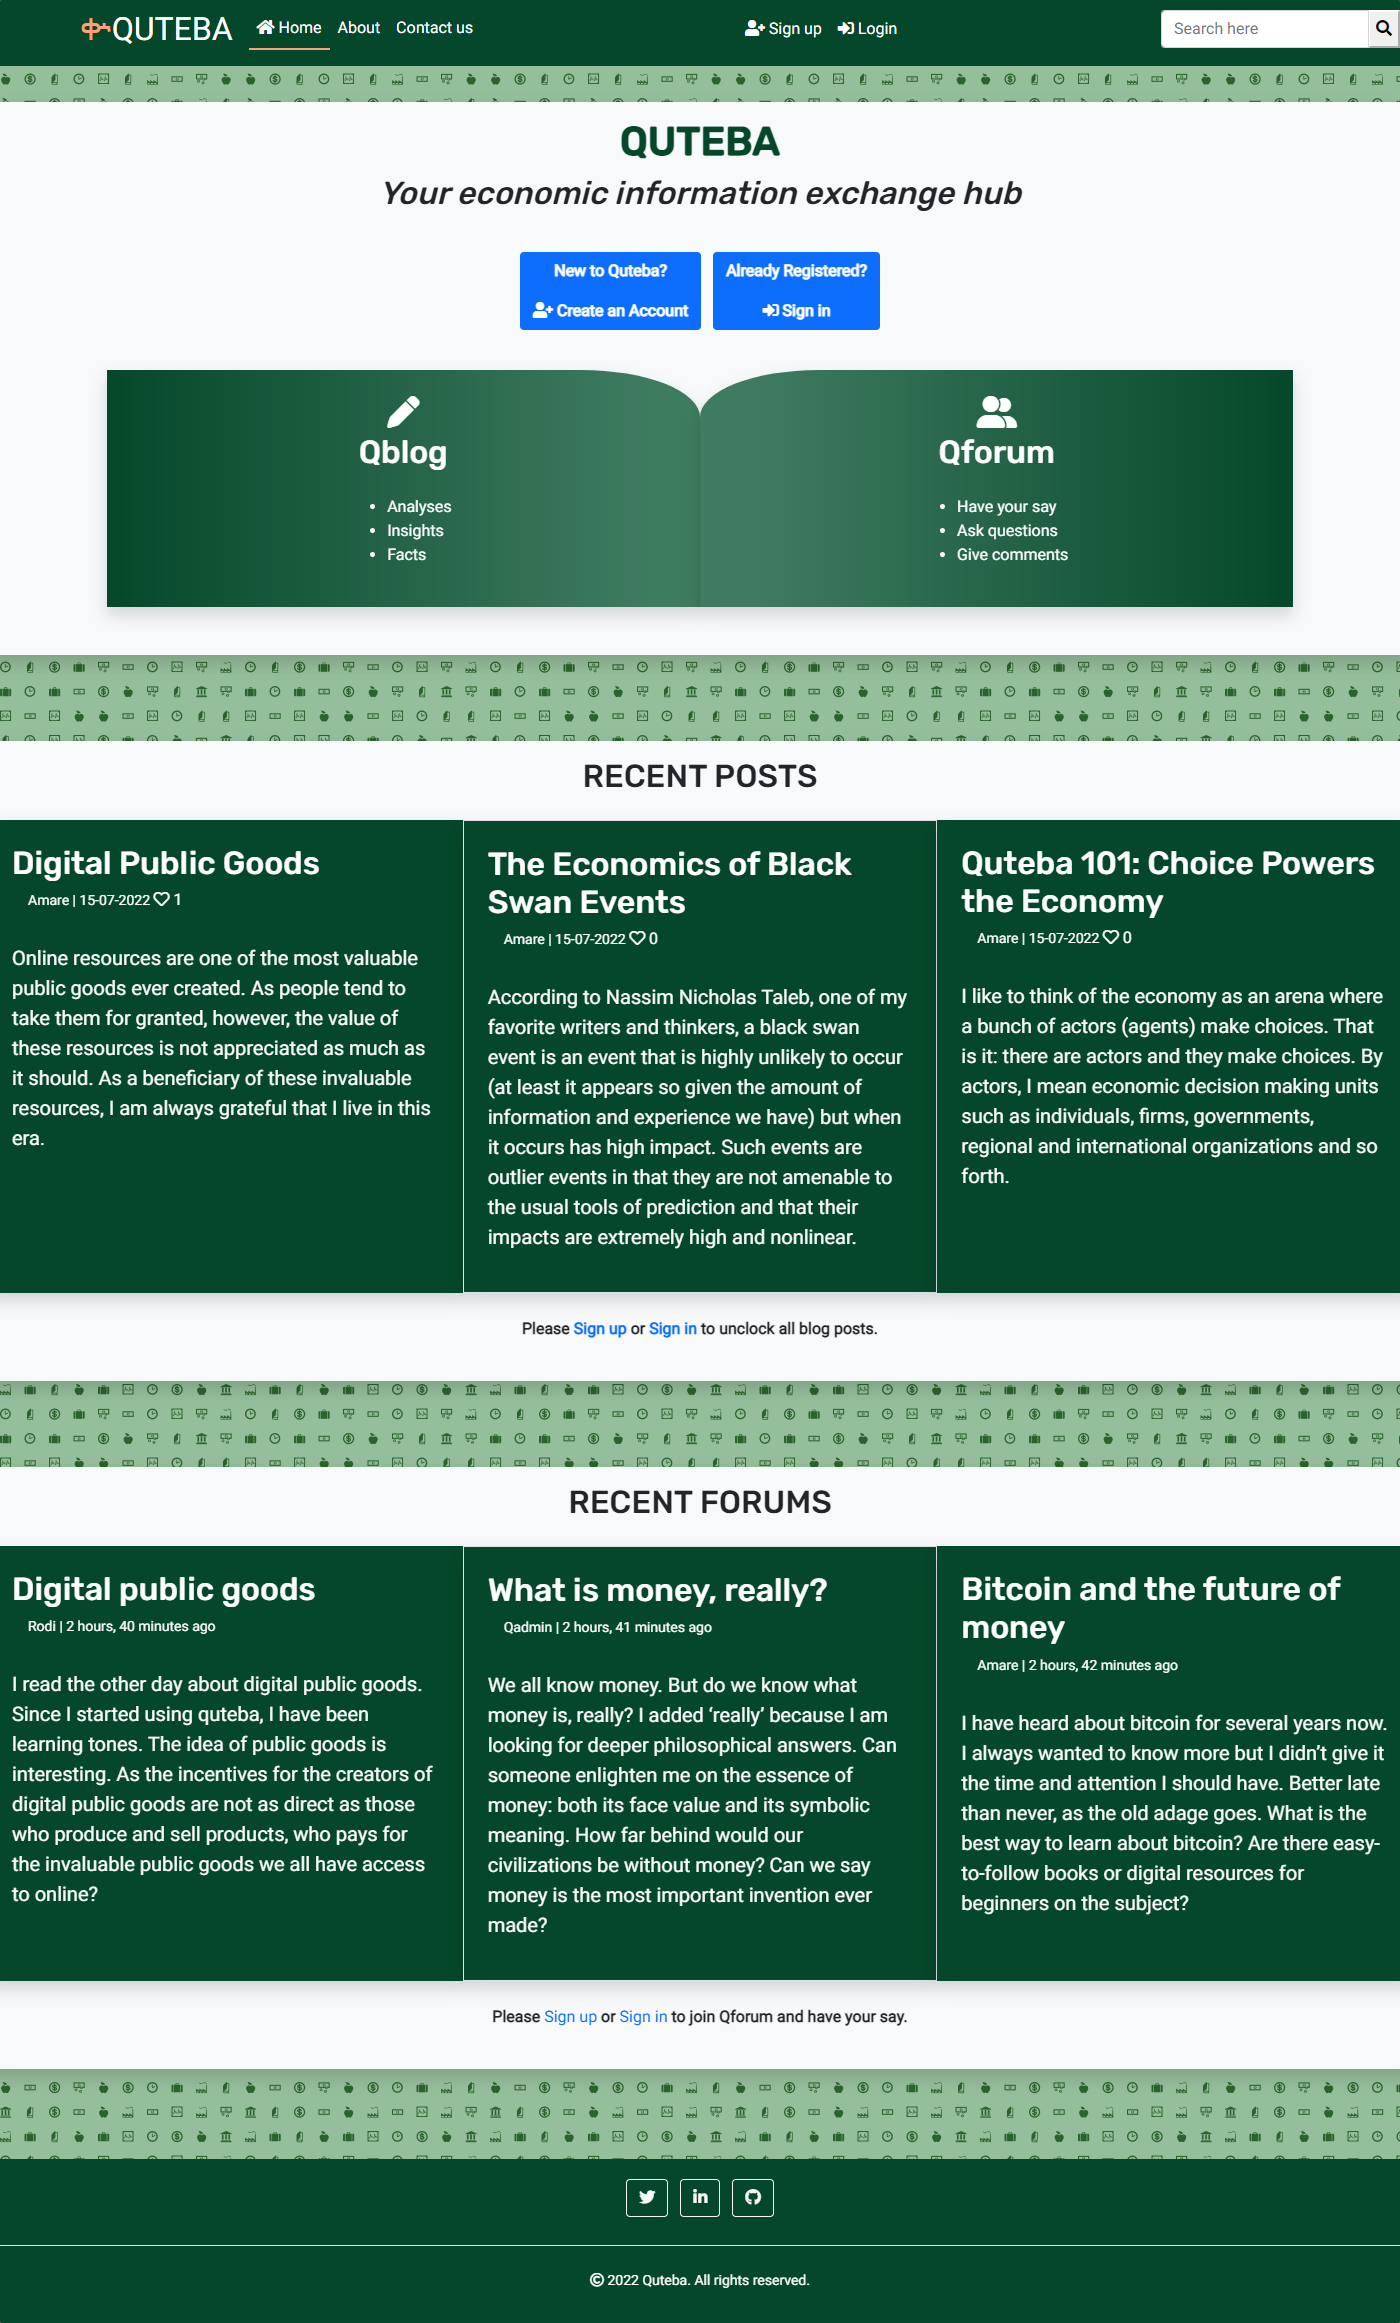 ቍQUTEBA Home About Contact us Sign up Login Search here
QUTEBA
Your economic information exchange hub
New to Quteba?
Create an Account
Already Registered?
Sign in
Qblog
• Analyses
• Insights
• Facts
Qforum
• Have your say
• Ask questions
• Give comments
RECENT POSTS
Digital Public Goods
Amare | 15-07-2022 1
Online resources are one of the most valuable
public goods ever created. As people tend to
take them for granted, however, the value of
these resources is not appreciated as much as
it should. As a beneficiary of these invaluable
resources, I am always grateful that I live in this
era.
The Economics of Black
Swan Events
Amare | 15-07-2022 0
According to Nassim Nicholas Taleb, one of my
favorite writers and thinkers, a black swan
event is an event that is highly unlikely to occur
(at least it appears so given the amount of
information and experience we have) but when
it occurs has high impact. Such events are
outlier events in that they are not amenable to
the usual tools of prediction and that their
impacts are extremely high and nonlinear.
Quteba 101: Choice Powers
the Economy
Amare | 15-07-2022 0
I like to think of the economy as an arena where
a bunch of actors (agents) make choices. That
is it: there are actors and they make choices. By
actors, I mean economic decision making units
such as individuals, firms, governments,
regional and international organizations and so
forth.
Please Sign up or Sign in to unclock all blog posts.
RECENT FORUMS
Digital public goods
Rodi | 2 hours, 40 minutes ago
I read the other day about digital public goods.
Since I started using quteba, I have been
learning tones. The idea of public goods is
interesting. As the incentives for the creators of
digital public goods are not as direct as those
who produce and sell products, who pays for
the invaluable public goods we all have access
to online?
What is money, really?
Qadmin | 2 hours, 41 minutes ago
We all know money. But do we know what
money is, really? I added ‘really’ because I am
looking for deeper philosophical answers. Can
someone enlighten me on the essence of
money: both its face value and its symbolic
meaning. How far behind would our
civilizations be without money? Can we say
money is the most important invention ever
made?
Bitcoin and the future of
money
Amare | 2 hours, 42 minutes ago
I have heard about bitcoin for several years now.
I always wanted to know more but I didn’t give it
the time and attention I should have. Better late
than never, as the old adage goes. What is the
best way to learn about bitcoin? Are there easy-
to-follow books or digital resources for
beginners on the subject?
Please Sign up or Sign in to join Qforum and have your say.
© 2022 Quteba. All rights reserved.